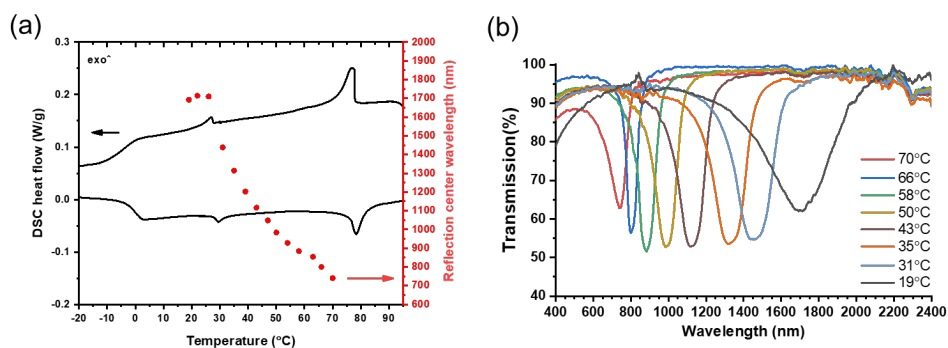 (a)
exo^
DSC heat flow (W/g)
0.3
0.2
0.1
0.0
-0.1
-0.2
-20 -10 0 10 20 30 40 50 60 70 80 90
Temperature (°C)
2000
1900
1800
1700
1600
1500
1400
1300
1200
1100
1000
900
800
700
600
Reflection center wavelength (nm)
(b)
Transmission(%)
100
90
80
70
60
50
40
400 600 800 1000 1200 1400 1600 1800 2000 2200 2400
Wavelength (nm)
70°C
66°C
58°C
50°C
43°C
35°C
31°C
19°C